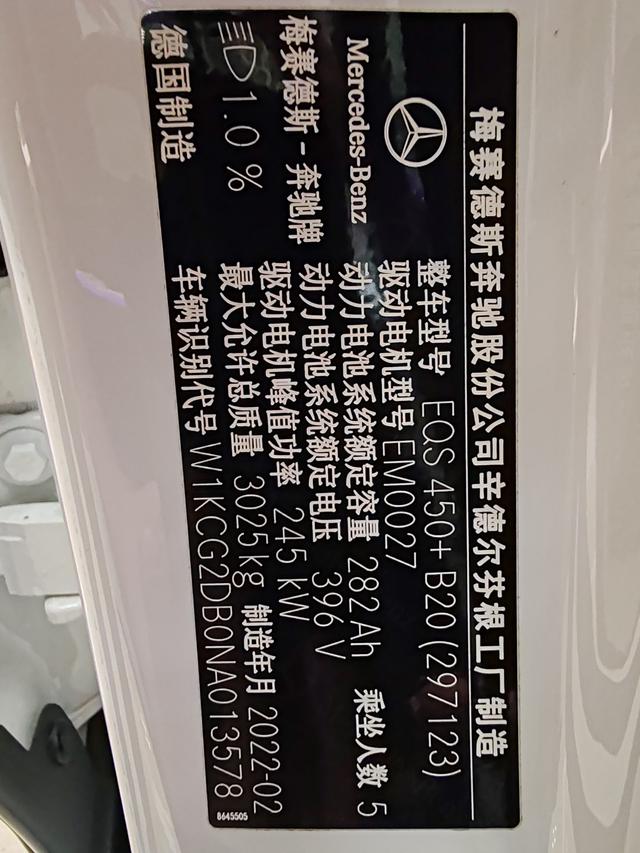 梅赛德斯奔驰股份公司辛德尔芬根工厂制造
Mercedes-Benz
梅赛德斯-奔驰牌
1.0 %
德国制造
整车型号 EQS 450+ B20 (297123)
驱动电机型号 EM0027
动力电池系统额定容量 282 Ah 乘坐人数 5
动力电池系统额定电压 396 V
驱动电机峰值功率 245 kW
最大允许总质量 3025kg 制造年月 2022-02
车辆识别代号 W1KCG2DB0NA013578
8645505